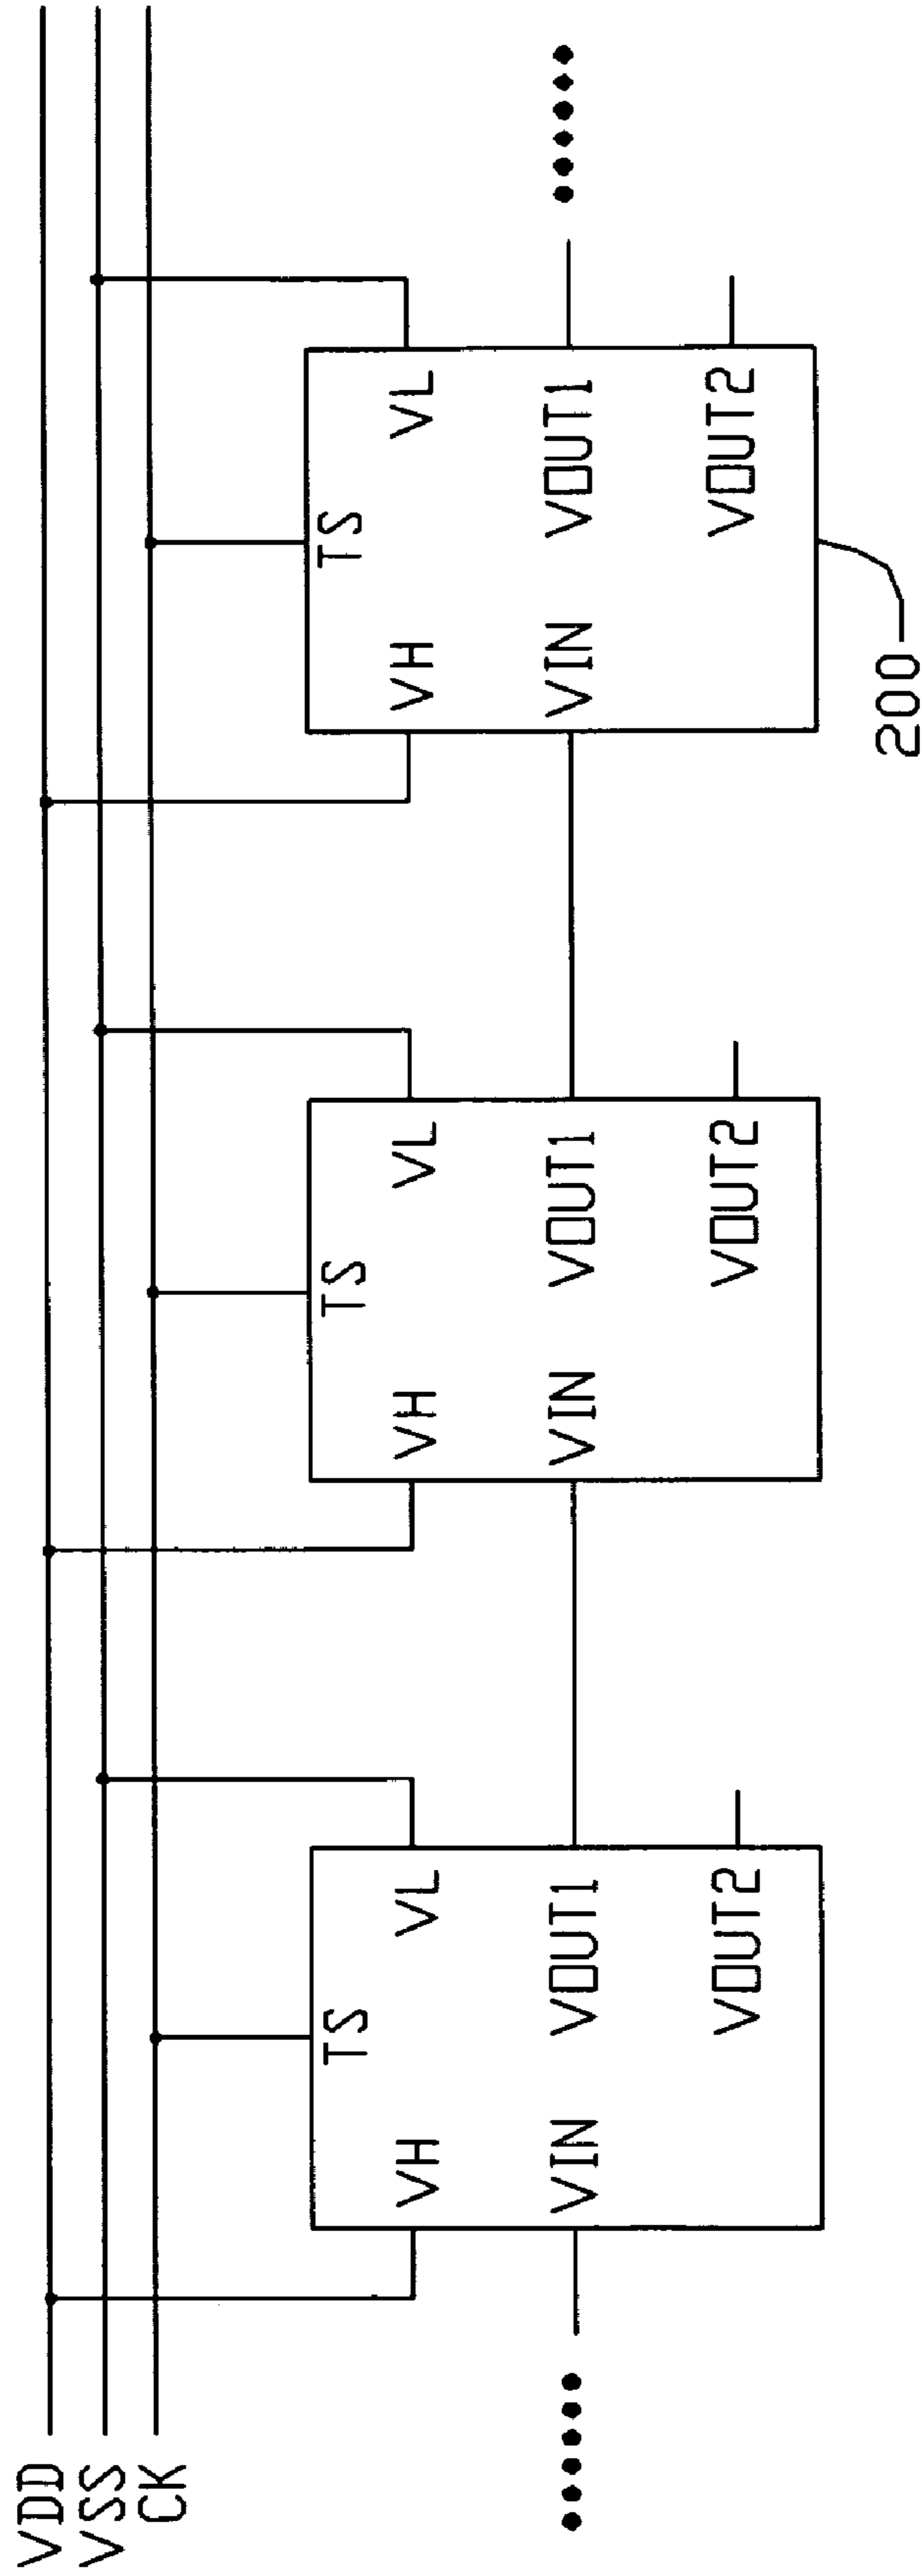 VDD
VSS
CK
TS
TS
TS
VH VL
VH VL
VH VL
VIN VOUT1
VIN VOUT1
VIN VOUT1
VOUT2
VOUT2
VOUT2
200